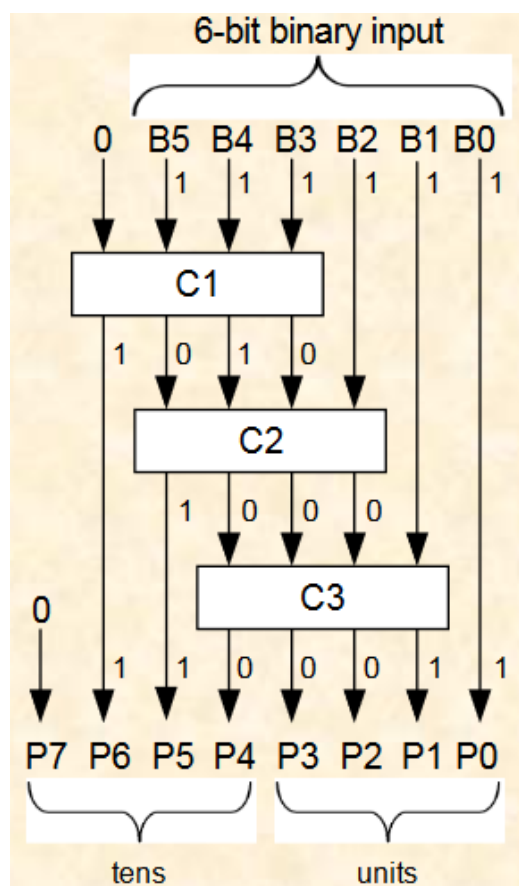 6-bit binary input
0 B5 B4 B3 B2 B1 B0
1 1 1 1 1 1
C1
1 0 1 0
C2
1 0 0 0
C3
0
1 1 0 0 0 1 1
P7 P6 P5 P4 P3 P2 P1 P0
tens units